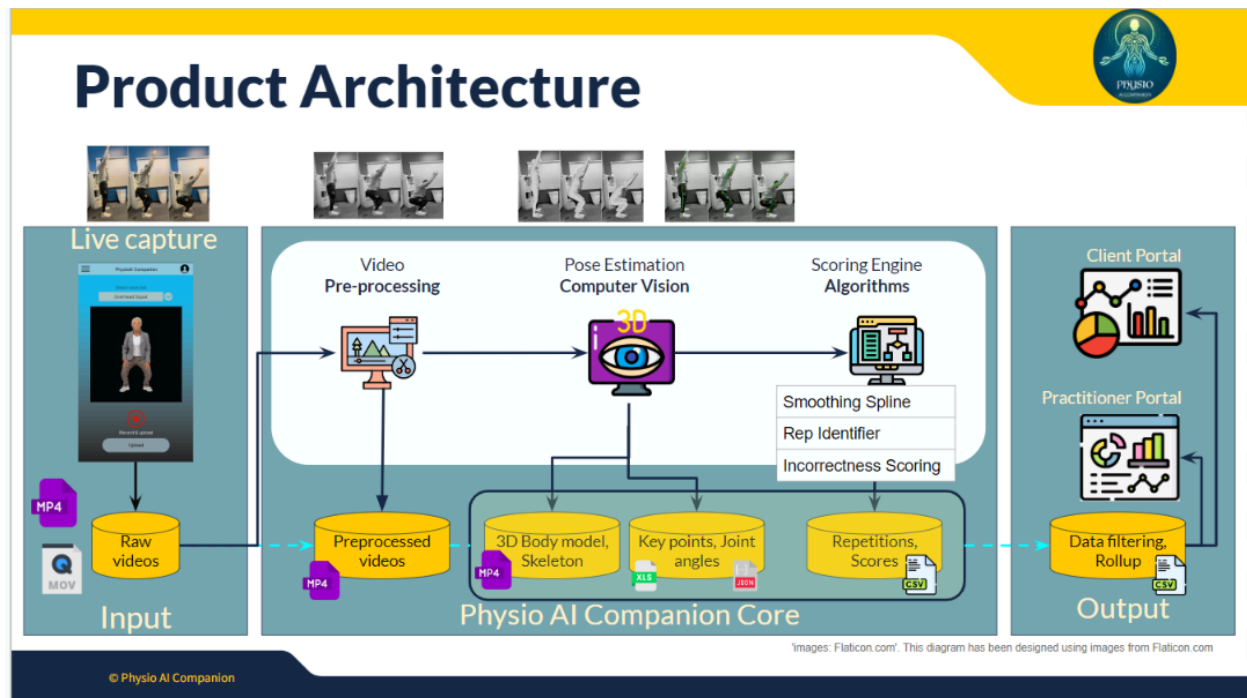 Product Architecture
PHYSIO
AI COMPANION
Live capture
PhysioAI Companion
Overhead Squat
Record & upload
Upload
MP4
MOV
Raw
videos
Input
Video
Pre-processing
Pose Estimation
Computer Vision
3D
Scoring Engine
Algorithms
Smoothing Spline
Rep Identifier
Incorrectness Scoring
Preprocessed
videos
MP4
3D Body model,
Skeleton
MP4
Key points, Joint
angles
XLS
JSON
Repetitions,
Scores
CSV
Physio AI Companion Core
Client Portal
Practitioner Portal
Data filtering,
Rollup
CSV
Output
'images: Flaticon.com'. This diagram has been designed using images from Flaticon.com
© Physio AI Companion